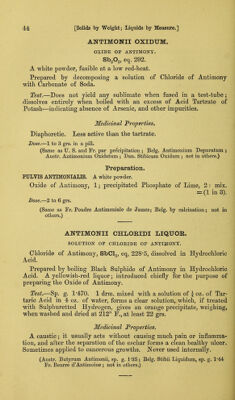 44 [Solids by Weight; Liquids by Measure.]
ANTIMONII OXIDUM.
OXIDE OF ANTIMONY.
Sb₂O₃, eq. 292.
A white powder, fusible at a low red-heat.
Prepared by decomposing a solution of Chloride of Antimony
with Carbonate of Soda.
Test.—Does not yield any sublimate when fused in a test-tube;
dissolves entirely when boiled with an excess of Acid Tartrate of
Potash—indicating absence of Arsenic, and other impurities.
Medicinal Properties.
Diaphoretic. Less active than the tartrate.
Dose.—1 to 3 grs. in a pill.
(Same as U. S. and Fr. par précipitation; Belg. Antimonium Depuratum;
Austr. Antimonium Oxidatum; Dan. Stibicum Oxidum; not in others.)
Preparation.
PULVIS ANTIMONIALIS. A white powder.
Oxide of Antimony, 1; precipitated Phosphate of Lime, 2: mix.
=(1 in 3).
Dose.—2 to 6 grs.
(Same as Fr. Poudre Antimoniale de James; Belg. by calcination; not in
others.)
ANTIMONII CHLORIDI LIQUOR.
SOLUTION OF CHLORIDE OF ANTIMONY.
Chloride of Antimony, SbCl₃, eq. 228·5, dissolved in Hydrochloric
Acid.
Prepared by boiling Black Sulphide of Antimony in Hydrochloric
Acid. A yellowish-red liquor; introduced chiefly for the purpose of
preparing the Oxide of Antimony.
Test.—Sp. g. 1·470. 1 drm. mixed with a solution of ¼ oz. of Tar-
taric Acid in 4 oz. of water, forms a clear solution, which, if treated
with Sulphuretted Hydrogen, gives an orange precipitate, weighing,
when washed and dried at 212° F., at least 22 grs.
Medicinal Properties.
A caustic; it usually acts without causing much pain or inflamma-
tion, and after the separation of the eschar forms a clean healthy ulcer.
Sometimes applied to cancerous growths. Never used internally.
(Austr. Butyrum Antimonii, sp. g. 1·35; Belg. Stibii Liquidum, sp. g. 1·44
Fr. Beurre d'Antimoine; not in others.)